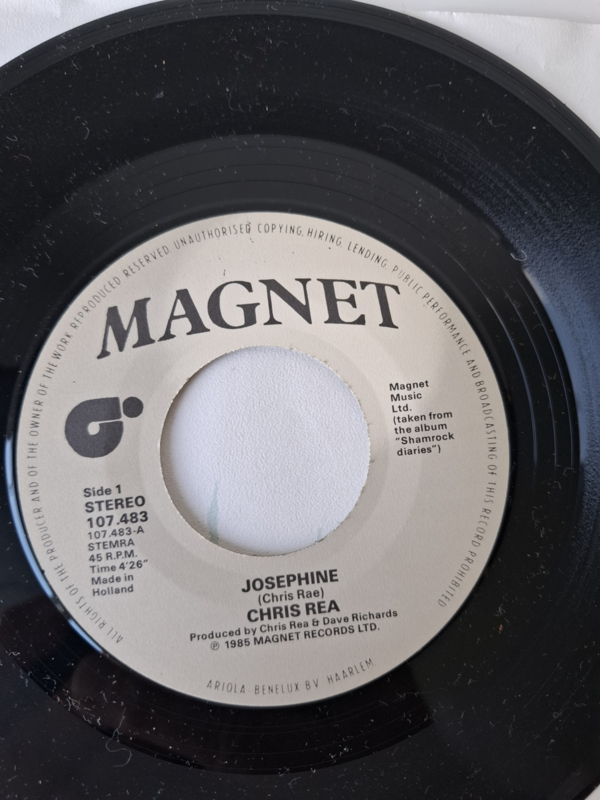 ALL RIGHTS OF THE PRODUCER AND OF THE OWNER OF THE WORK REPRODUCED RESERVED UNAUTHORISED COPYING, HIRING, LENDING, PUBLIC PERFORMANCE AND BROADCASTING OF THIS RECORD PROHIBITED
MAGNET
Magnet
Music
Ltd.
(taken from
the album
"Shamrock
diaries")
Side 1
STEREO
107.483
107.483-A
STEMRA
45 R.P.M.
Time 4'26"
Made in
Holland
JOSEPHINE
(Chris Rae)
CHRIS REA
Produced by Chris Rea & Dave Richards
℗ 1985 MAGNET RECORDS LTD.
ARIOLA BENELUX BV HAARLEM